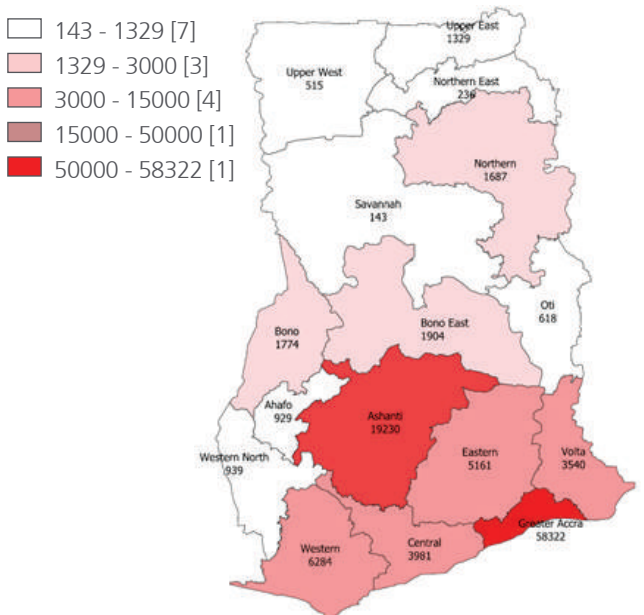 143 - 1329 [7]
1329 - 3000 [3]
3000 - 15000 [4]
15000 - 50000 [1]
50000 - 58322 [1]
Upper East
1329
Upper West
515
Northern East
236
Northern
1687
Savannah
143
Oti
618
Bono
1774
Bono East
1904
Ahafo
929
Ashanti
19230
Western North
939
Eastern
5161
Volta
3540
Greater Accra
58322
Central
3981
Western
6284